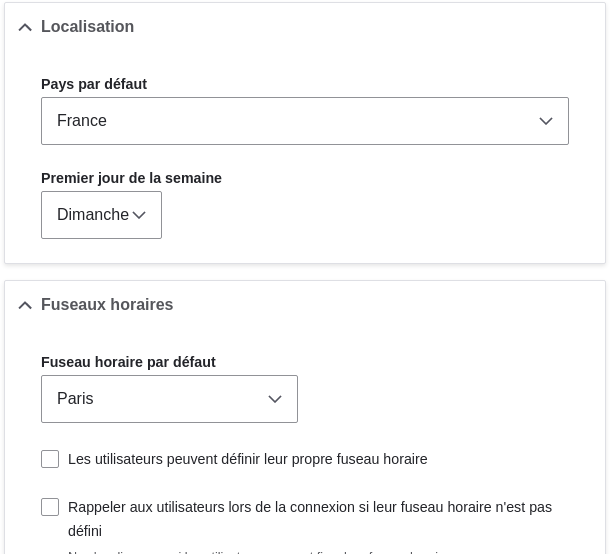 Localisation
Pays par défaut
France
Premier jour de la semaine
Dimanche
Fuseaux horaires
Fuseau horaire par défaut
Paris
Les utilisateurs peuvent définir leur propre fuseau horaire
Rappeler aux utilisateurs lors de la connexion si leur fuseau horaire n'est pas
défini